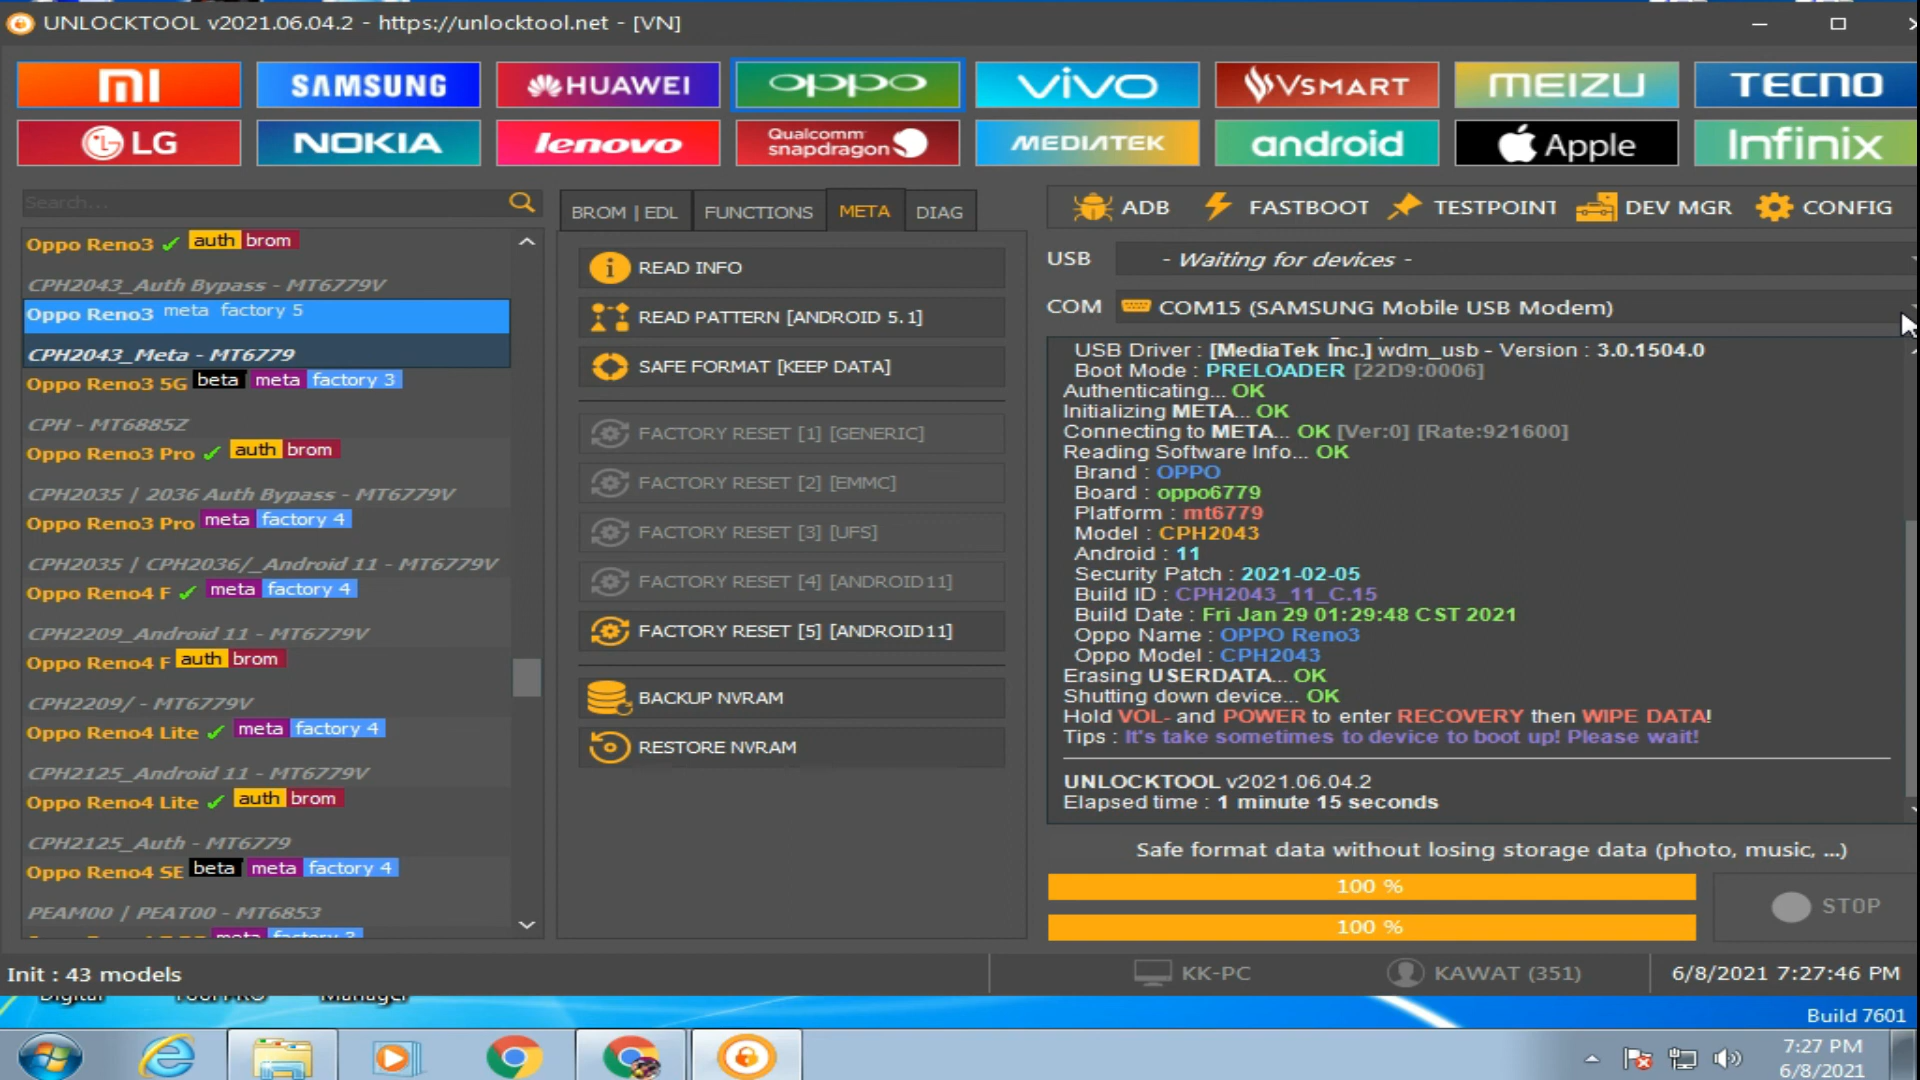 UNLOCKTOOL v2021.06.04.2 - https://unlocktool.net - [VN]
mi SAMSUNG HUAWEI oppo vivo VSMART MEIZU TECNO
LG NOKIA lenovo Qualcomm snapdragon MEDIATEK android Apple Infinix
Search...
Oppo Reno3 ✓ auth brom
CPH2043_Auth Bypass - MT6779V
Oppo Reno3 meta factory 5
CPH2043_Meta - MT6779
Oppo Reno3 5G beta meta factory 3
CPH - MT6885Z
Oppo Reno3 Pro ✓ auth brom
CPH2035 | 2036 Auth Bypass - MT6779V
Oppo Reno3 Pro meta factory 4
CPH2035 | CPH2036/_Android 11 - MT6779V
Oppo Reno4 F ✓ meta factory 4
CPH2209_Android 11 - MT6779V
Oppo Reno4 F auth brom
CPH2209/ - MT6779V
Oppo Reno4 Lite ✓ meta factory 4
CPH2125_Android 11 - MT6779V
Oppo Reno4 Lite ✓ auth brom
CPH2125_Auth - MT6779
Oppo Reno4 SE beta meta factory 4
PEAM00 | PEAT00 - MT6853
meta factory 3
BROM | EDL FUNCTIONS META DIAG
READ INFO
READ PATTERN [ANDROID 5.1]
SAFE FORMAT [KEEP DATA]
FACTORY RESET [1] [GENERIC]
FACTORY RESET [2] [EMMC]
FACTORY RESET [3] [UFS]
FACTORY RESET [4] [ANDROID11]
FACTORY RESET [5] [ANDROID11]
BACKUP NVRAM
RESTORE NVRAM
ADB FASTBOOT TESTPOINT DEV MGR CONFIG
USB - Waiting for devices -
COM COM15 (SAMSUNG Mobile USB Modem)
USB Driver : [MediaTek Inc.] wdm_usb - Version : 3.0.1504.0
Boot Mode : PRELOADER [22D9:0006]
Authenticating... OK
Initializing META... OK
Connecting to META... OK [Ver:0] [Rate:921600]
Reading Software Info... OK
Brand : OPPO
Board : oppo6779
Platform : mt6779
Model : CPH2043
Android : 11
Security Patch : 2021-02-05
Build ID : CPH2043_11_C.15
Build Date : Fri Jan 29 01:29:48 CST 2021
Oppo Name : OPPO Reno3
Oppo Model : CPH2043
Erasing USERDATA... OK
Shutting down device... OK
Hold VOL- and POWER to enter RECOVERY then WIPE DATA!
Tips : It's take sometimes to device to boot up! Please wait!
UNLOCKTOOL v2021.06.04.2
Elapsed time : 1 minute 15 seconds
Safe format data without losing storage data (photo, music, ...)
100 %
100 %
STOP
Init : 43 models
KK-PC KAWAT (351) 6/8/2021 7:27:46 PM
Digital Manager
Build 7601
7:27 PM
6/8/2021